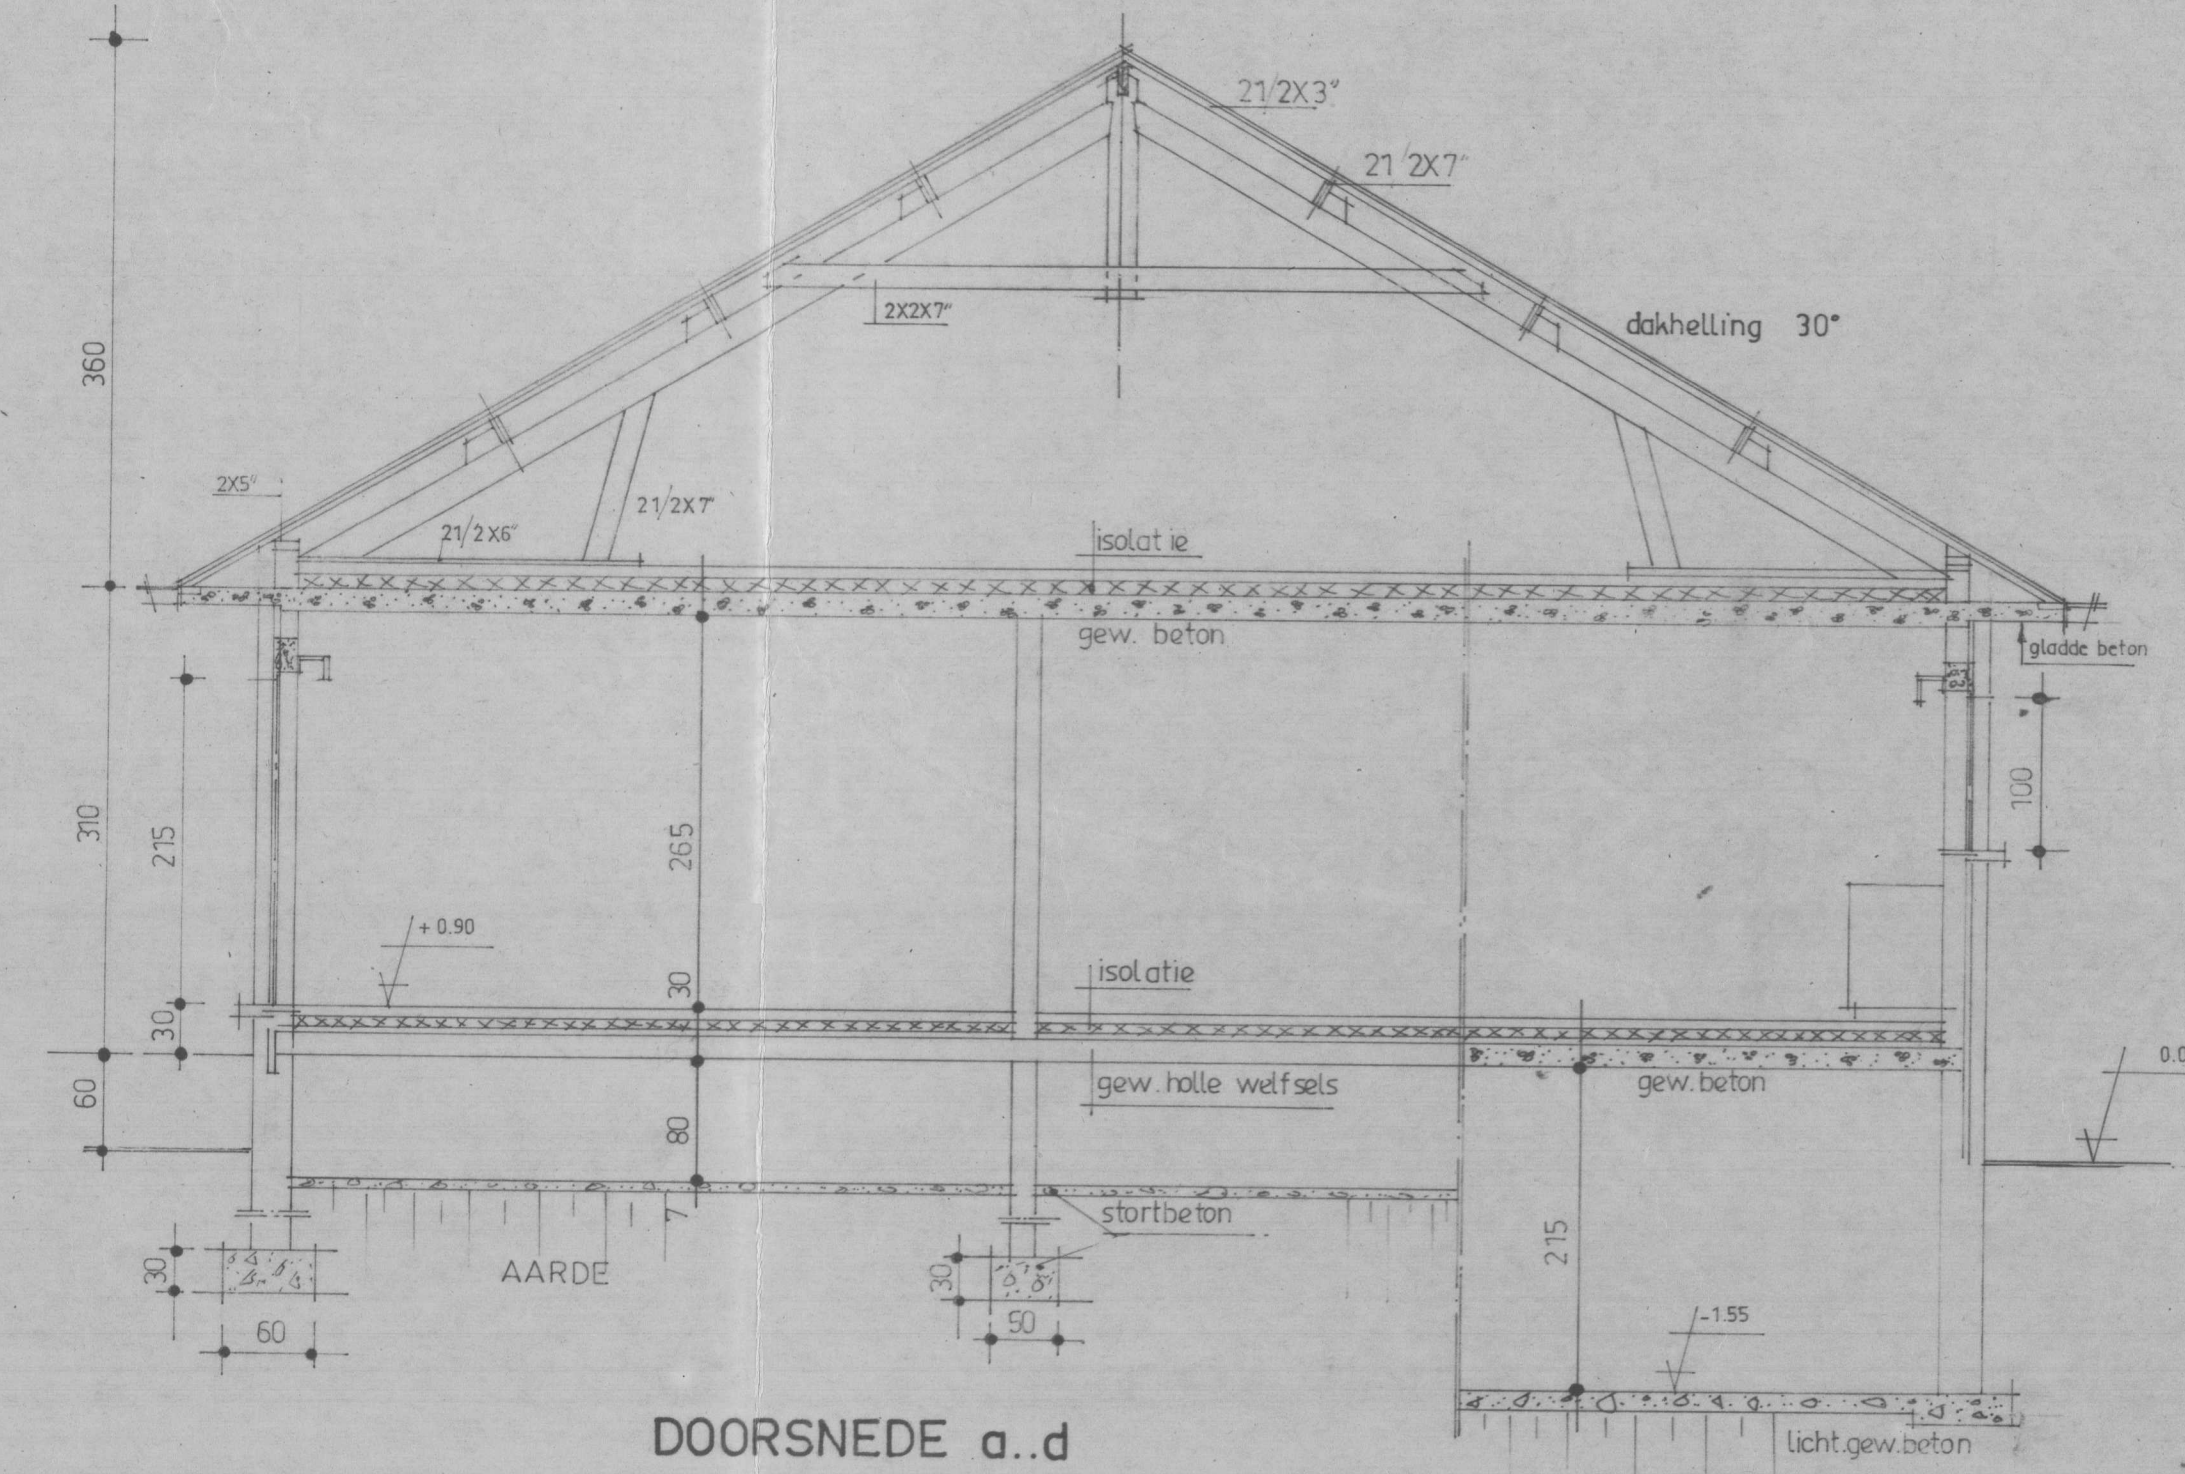 21/2X3"
21/2X7"
2X2X7"
dakhelling 30°
360
2X5"
21/2X7"
21/2X6"
isolatie
gew. beton
gladde beton
310
215
265
100
+ 0.90
30
isolatie
30
60
gew. holle welfsels
gew. beton
80
7
stortbeton
AARDE
30
60
30
50
215
-1.55
DOORSNEDE a..d
licht.gew.beton